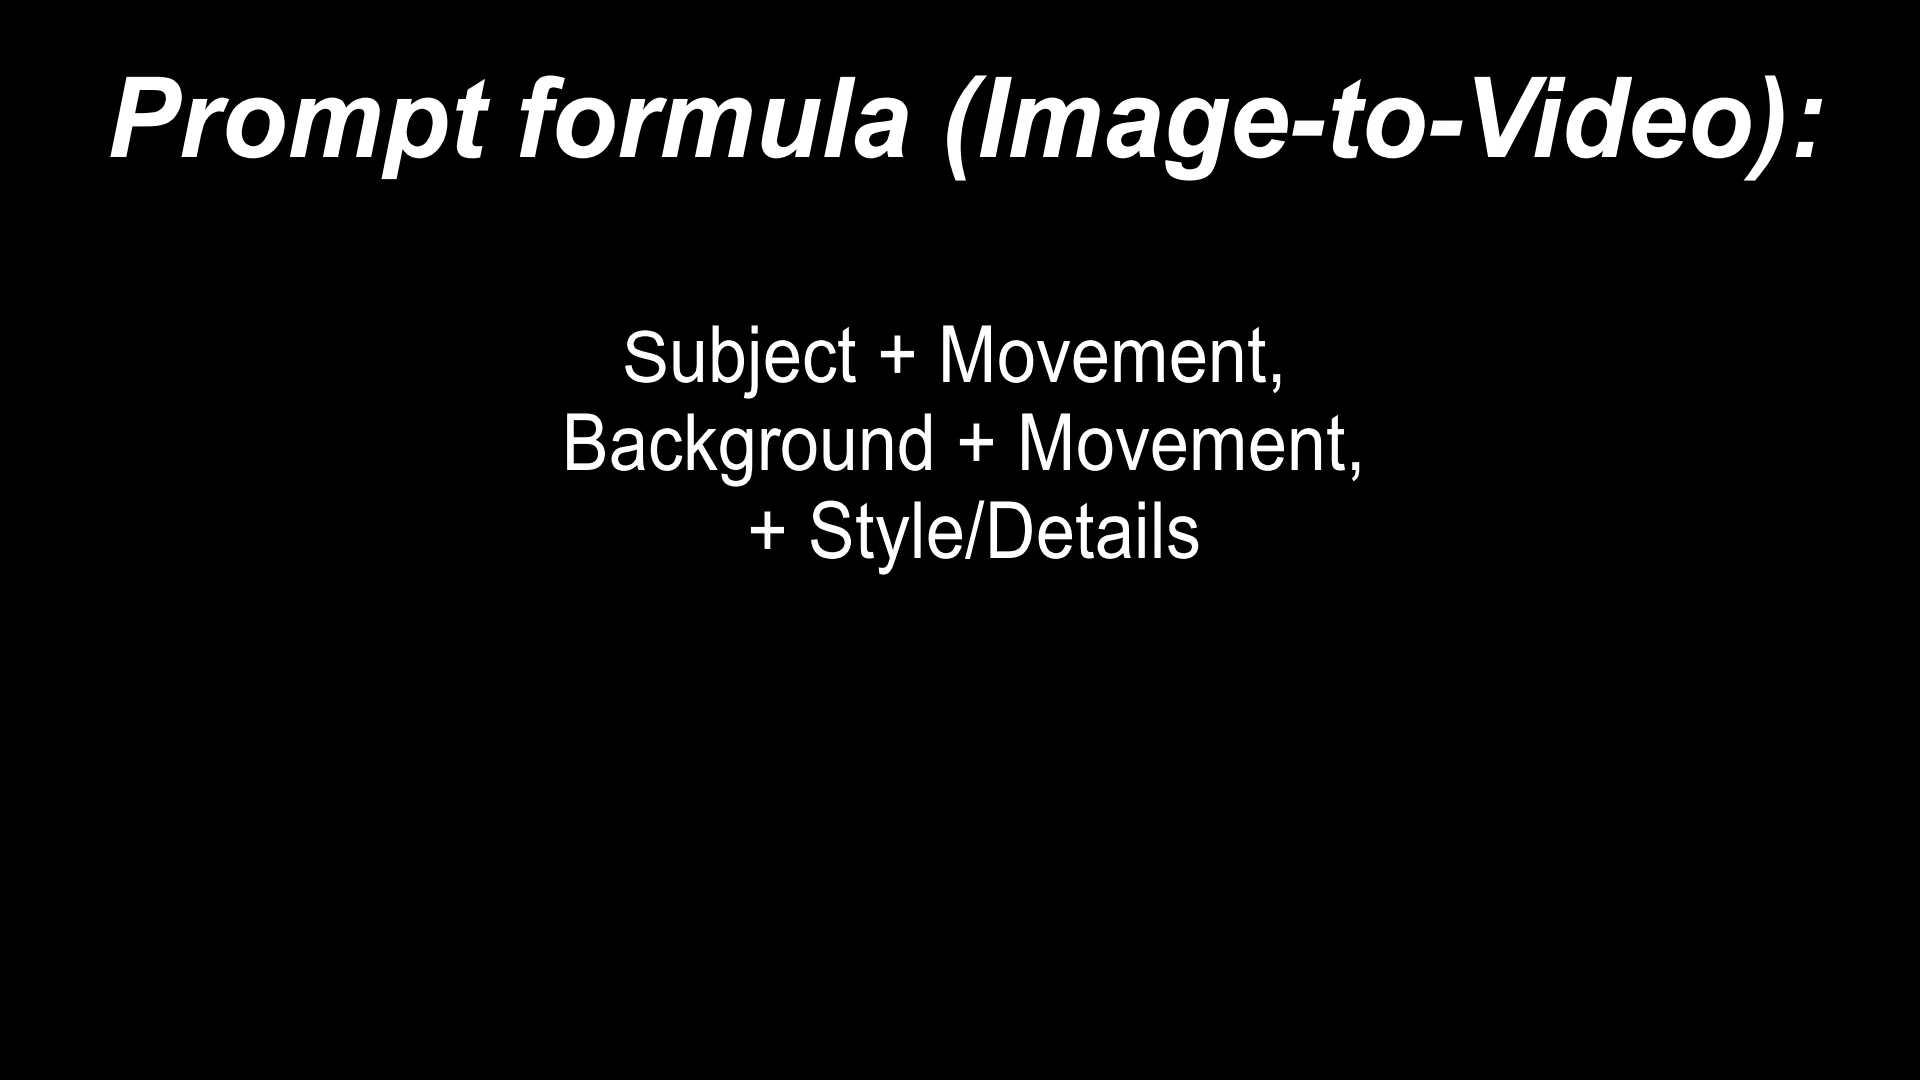 Prompt formula (Image-to-Video):
Subject + Movement,
Background + Movement,
+ Style/Details